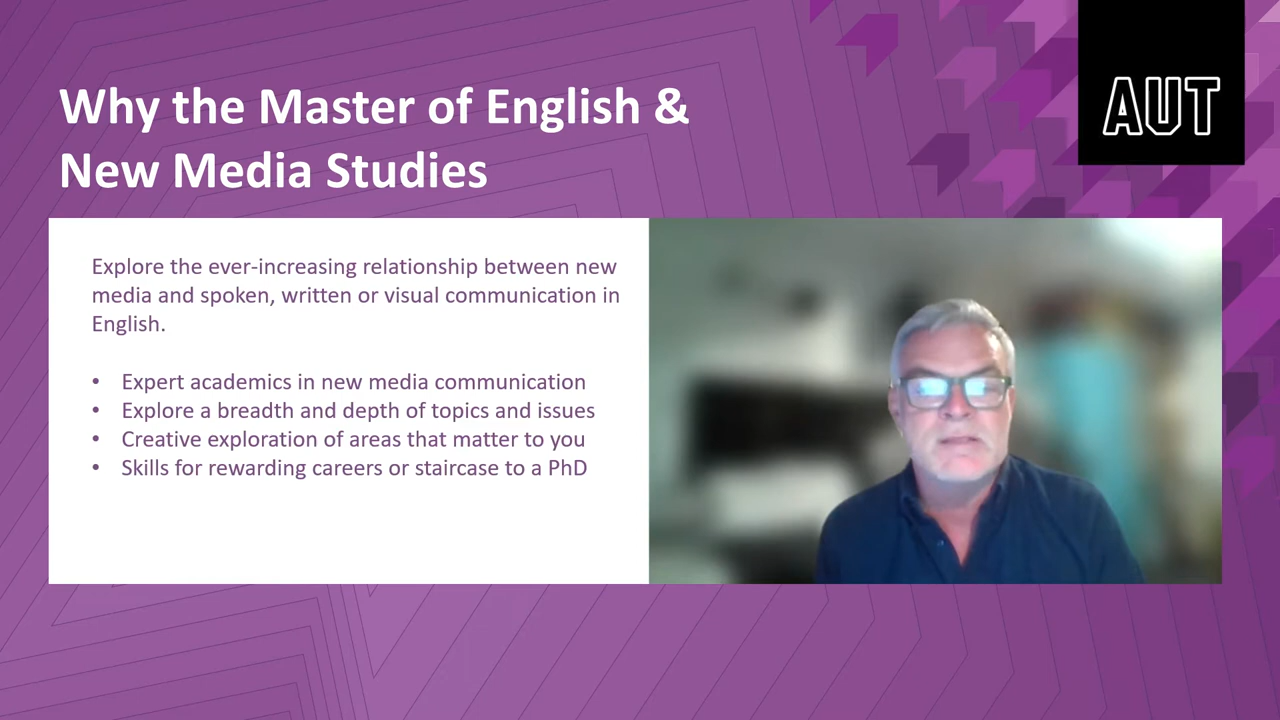 AUT
Why the Master of English &
New Media Studies
Explore the ever-increasing relationship between new
media and spoken, written or visual communication in
English.
• Expert academics in new media communication
• Explore a breadth and depth of topics and issues
• Creative exploration of areas that matter to you
• Skills for rewarding careers or staircase to a PhD